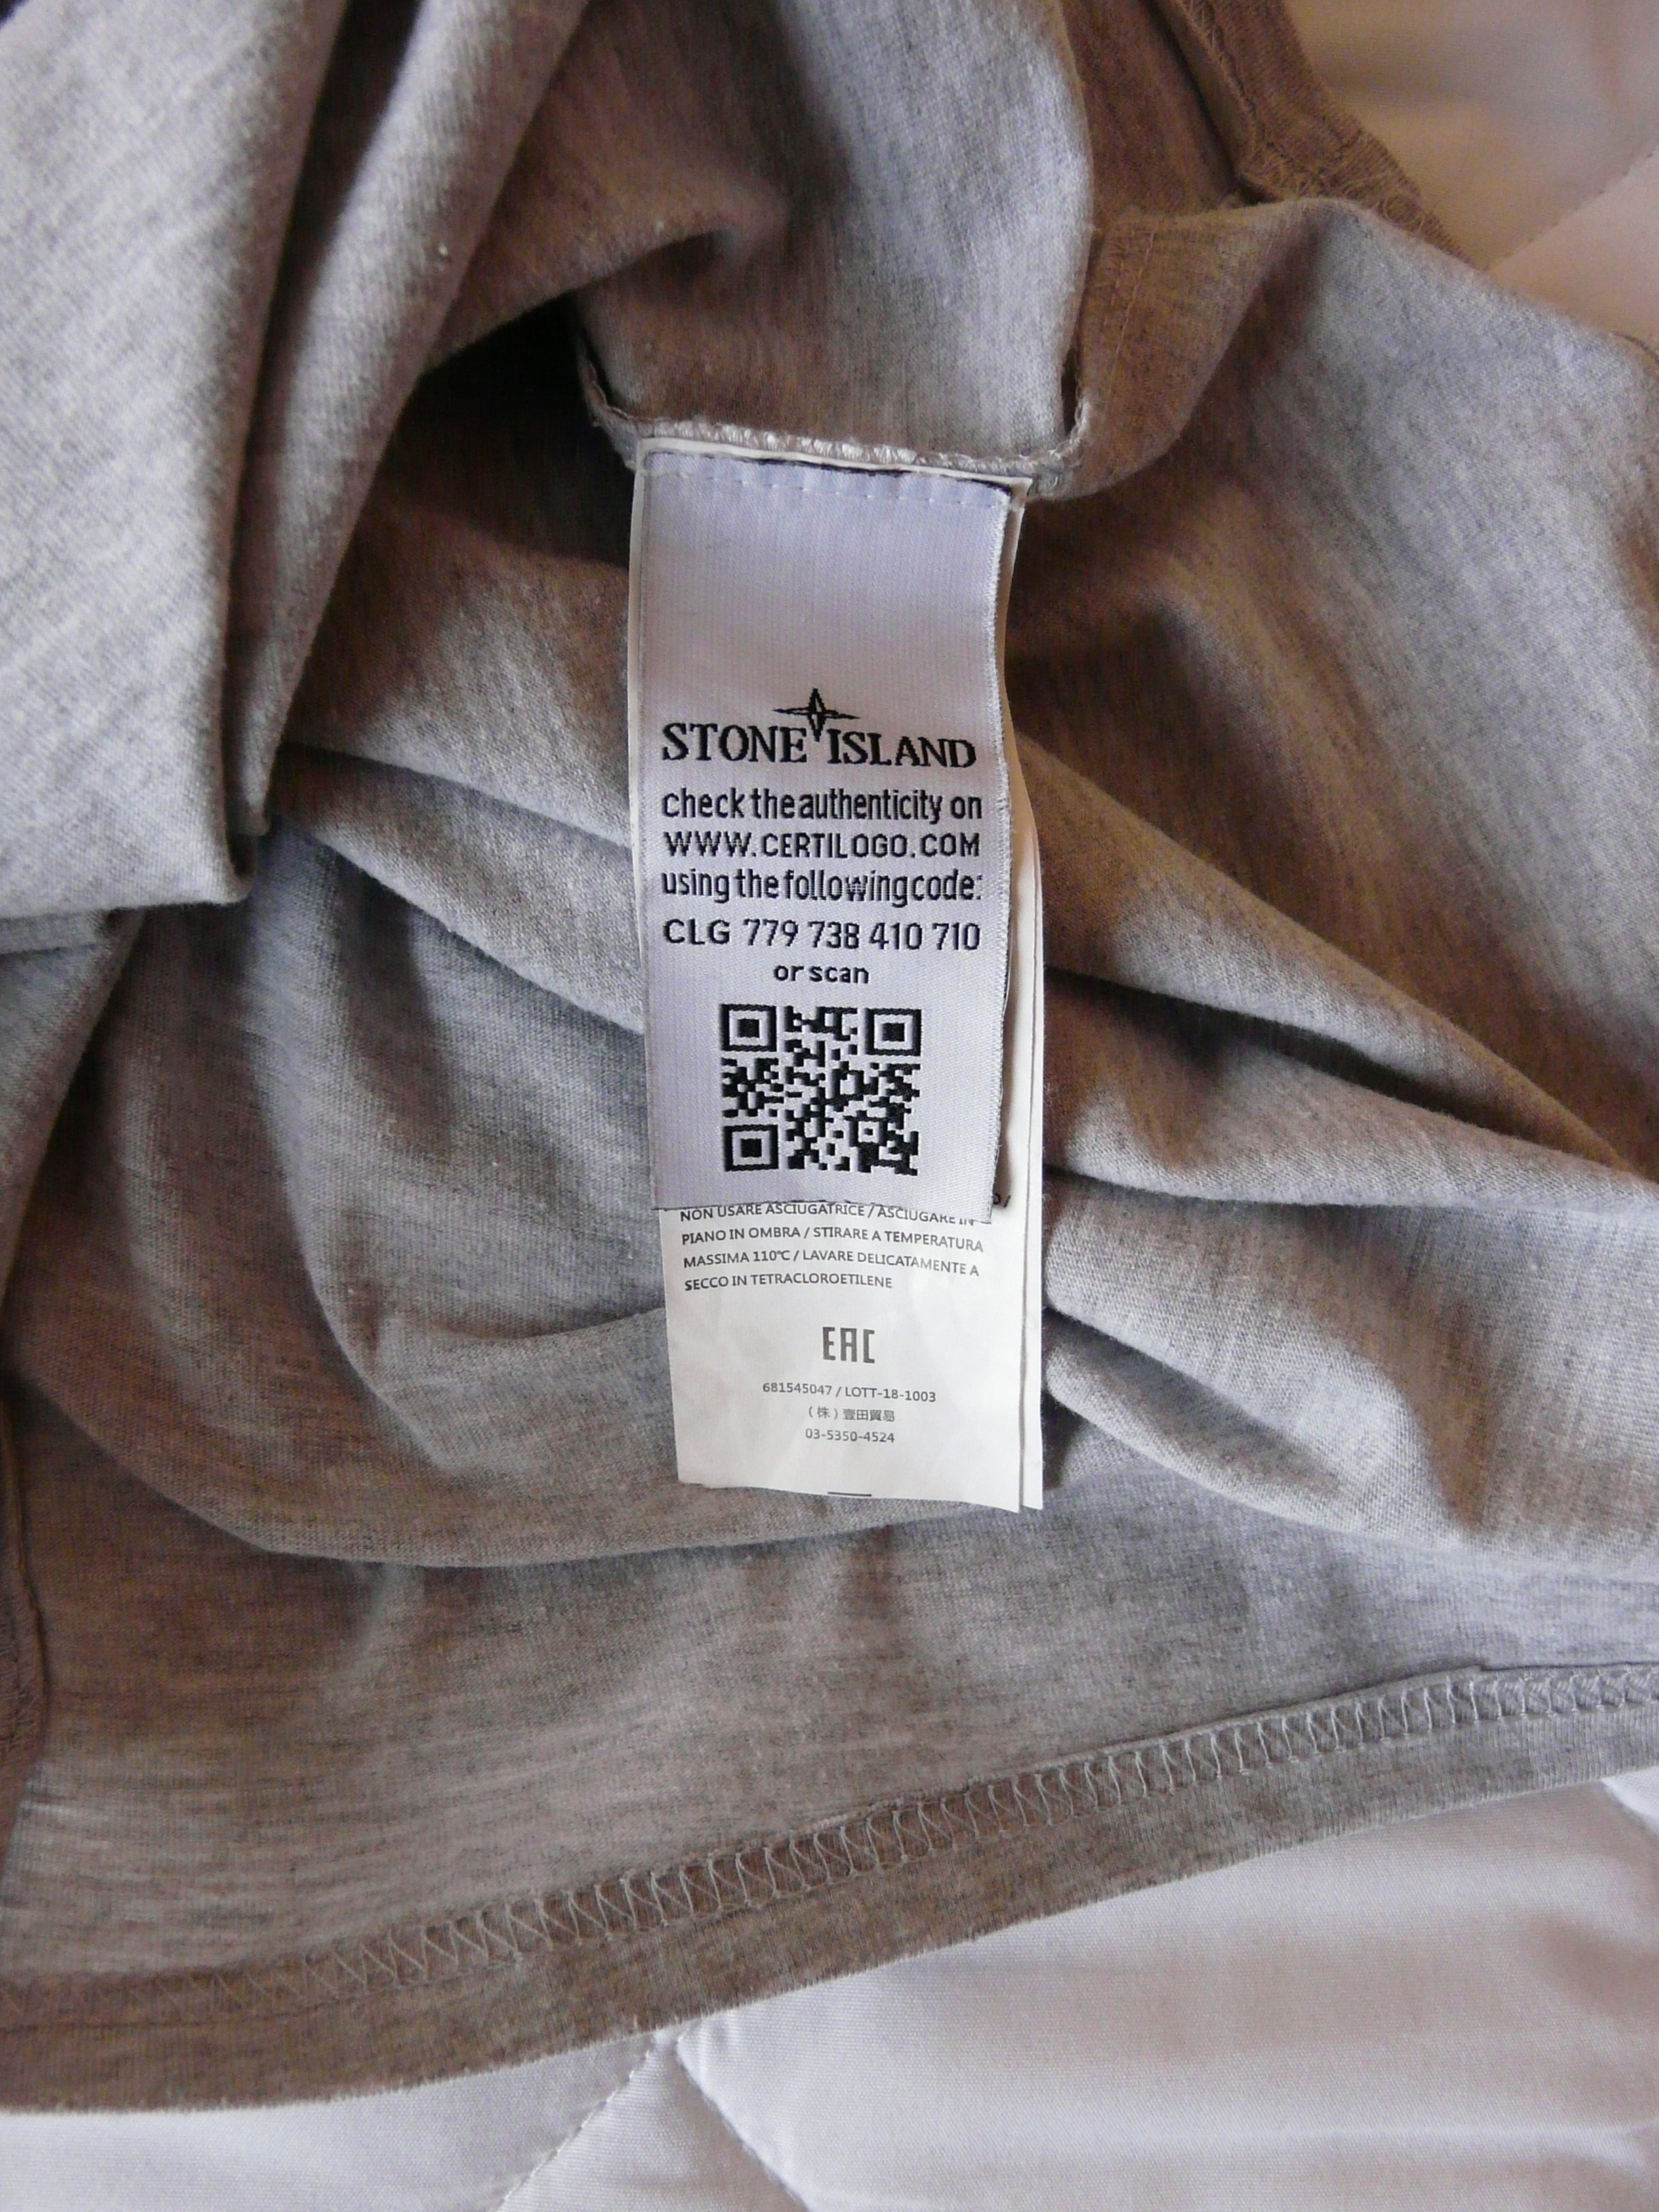 STONE ISLAND
check the authenticity on
WWW.CERTILOGO.COM
using the following code:
CLG 779 738 410 710
or scan
NON USARE ASCIUGATRICE / ASCIUGARE IN
PIANO IN OMBRA / STIRARE A TEMPERATURA
MASSIMA 110°C / LAVARE DELICATAMENTE A
SECCO IN TETRACLOROETILENE
EAC
681545047 / LOTT-18-1003
(株)壹田貿易
03-5350-4524